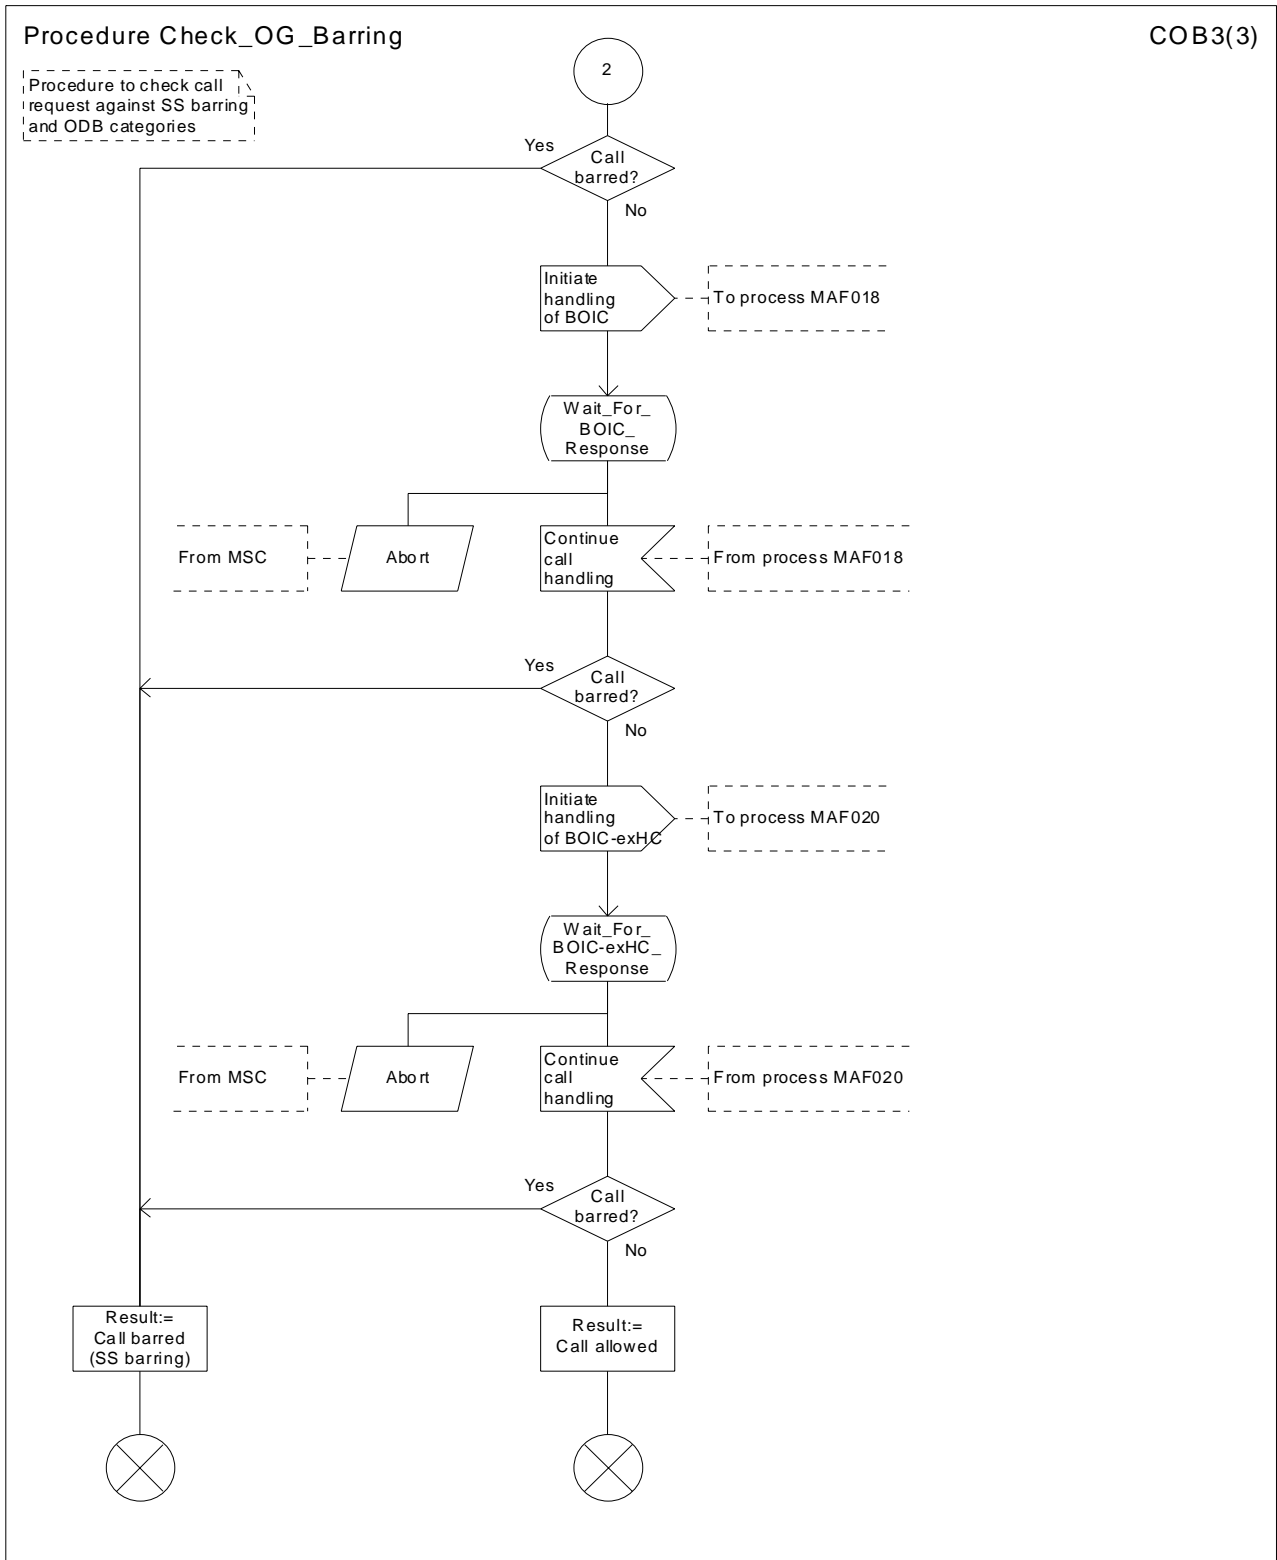 Procedure Check_OG_Barring
COB3(3)
Procedure to check call
request against SS barring
and ODB categories
2
Yes
Call
barred?
No
Initiate
handling
of BOIC
To process MAF018
Wait_For_
BOIC_
Response
From MSC
Abort
Continue
call
handling
From process MAF018
Yes
Call
barred?
No
Initiate
handling
of BOIC-exHC
To process MAF020
Wait_For_
BOIC-exHC_
Response
From MSC
Abort
Continue
call
handling
From process MAF020
Yes
Call
barred?
No
Result:=
Call barred
(SS barring)
Result:=
Call allowed